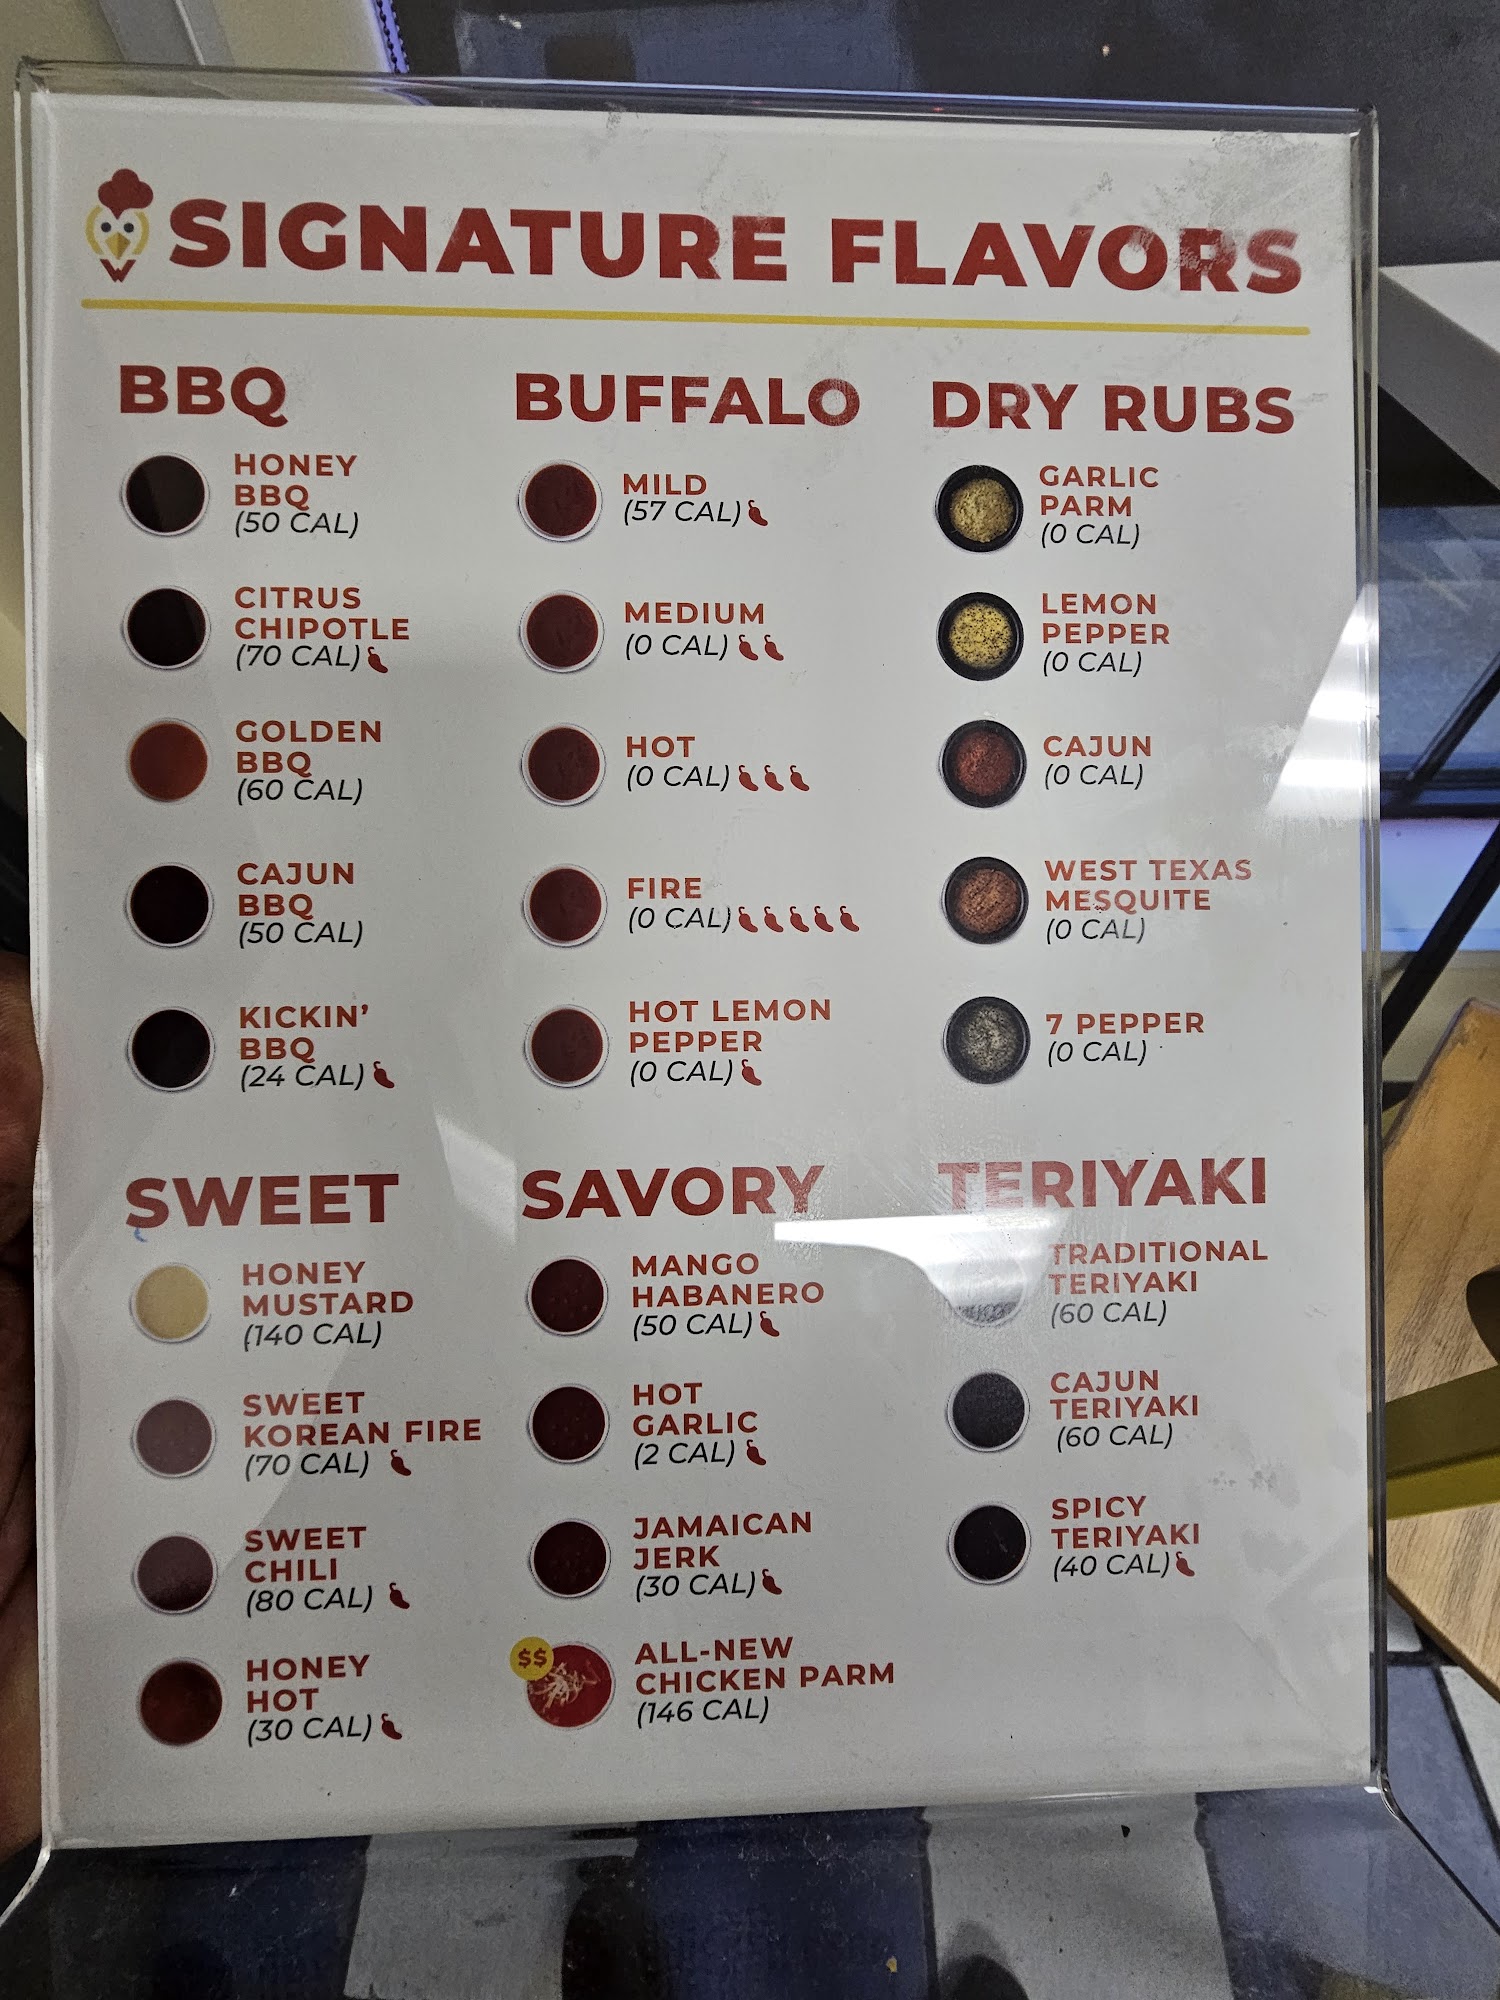 SIGNATURE FLAVORS
BBQ
HONEY
BBQ
(50 CAL)
CITRUS
CHIPOTLE
(70 CAL)
GOLDEN
BBQ
(60 CAL)
CAJUN
BBQ
(50 CAL)
KICKIN'
BBQ
(24 CAL)
BUFFALO
MILD
(57 CAL)
MEDIUM
(0 CAL)
HOT
(0 CAL)
FIRE
(0 CAL)
HOT LEMON
PEPPER
(0 CAL)
DRY RUBS
GARLIC
PARM
(0 CAL)
LEMON
PEPPER
(0 CAL)
CAJUN
(0 CAL)
WEST TEXAS
MESQUITE
(0 CAL)
7 PEPPER
(0 CAL)
SWEET
HONEY
MUSTARD
(140 CAL)
SWEET
KOREAN FIRE
(70 CAL)
SWEET
CHILI
(80 CAL)
HONEY
HOT
(30 CAL)
SAVORY
MANGO
HABANERO
(50 CAL)
HOT
GARLIC
(2 CAL)
JAMAICAN
JERK
(30 CAL)
$$
ALL-NEW
CHICKEN PARM
(146 CAL)
TERIYAKI
TRADITIONAL
TERIYAKI
(60 CAL)
CAJUN
TERIYAKI
(60 CAL)
SPICY
TERIYAKI
(40 CAL)